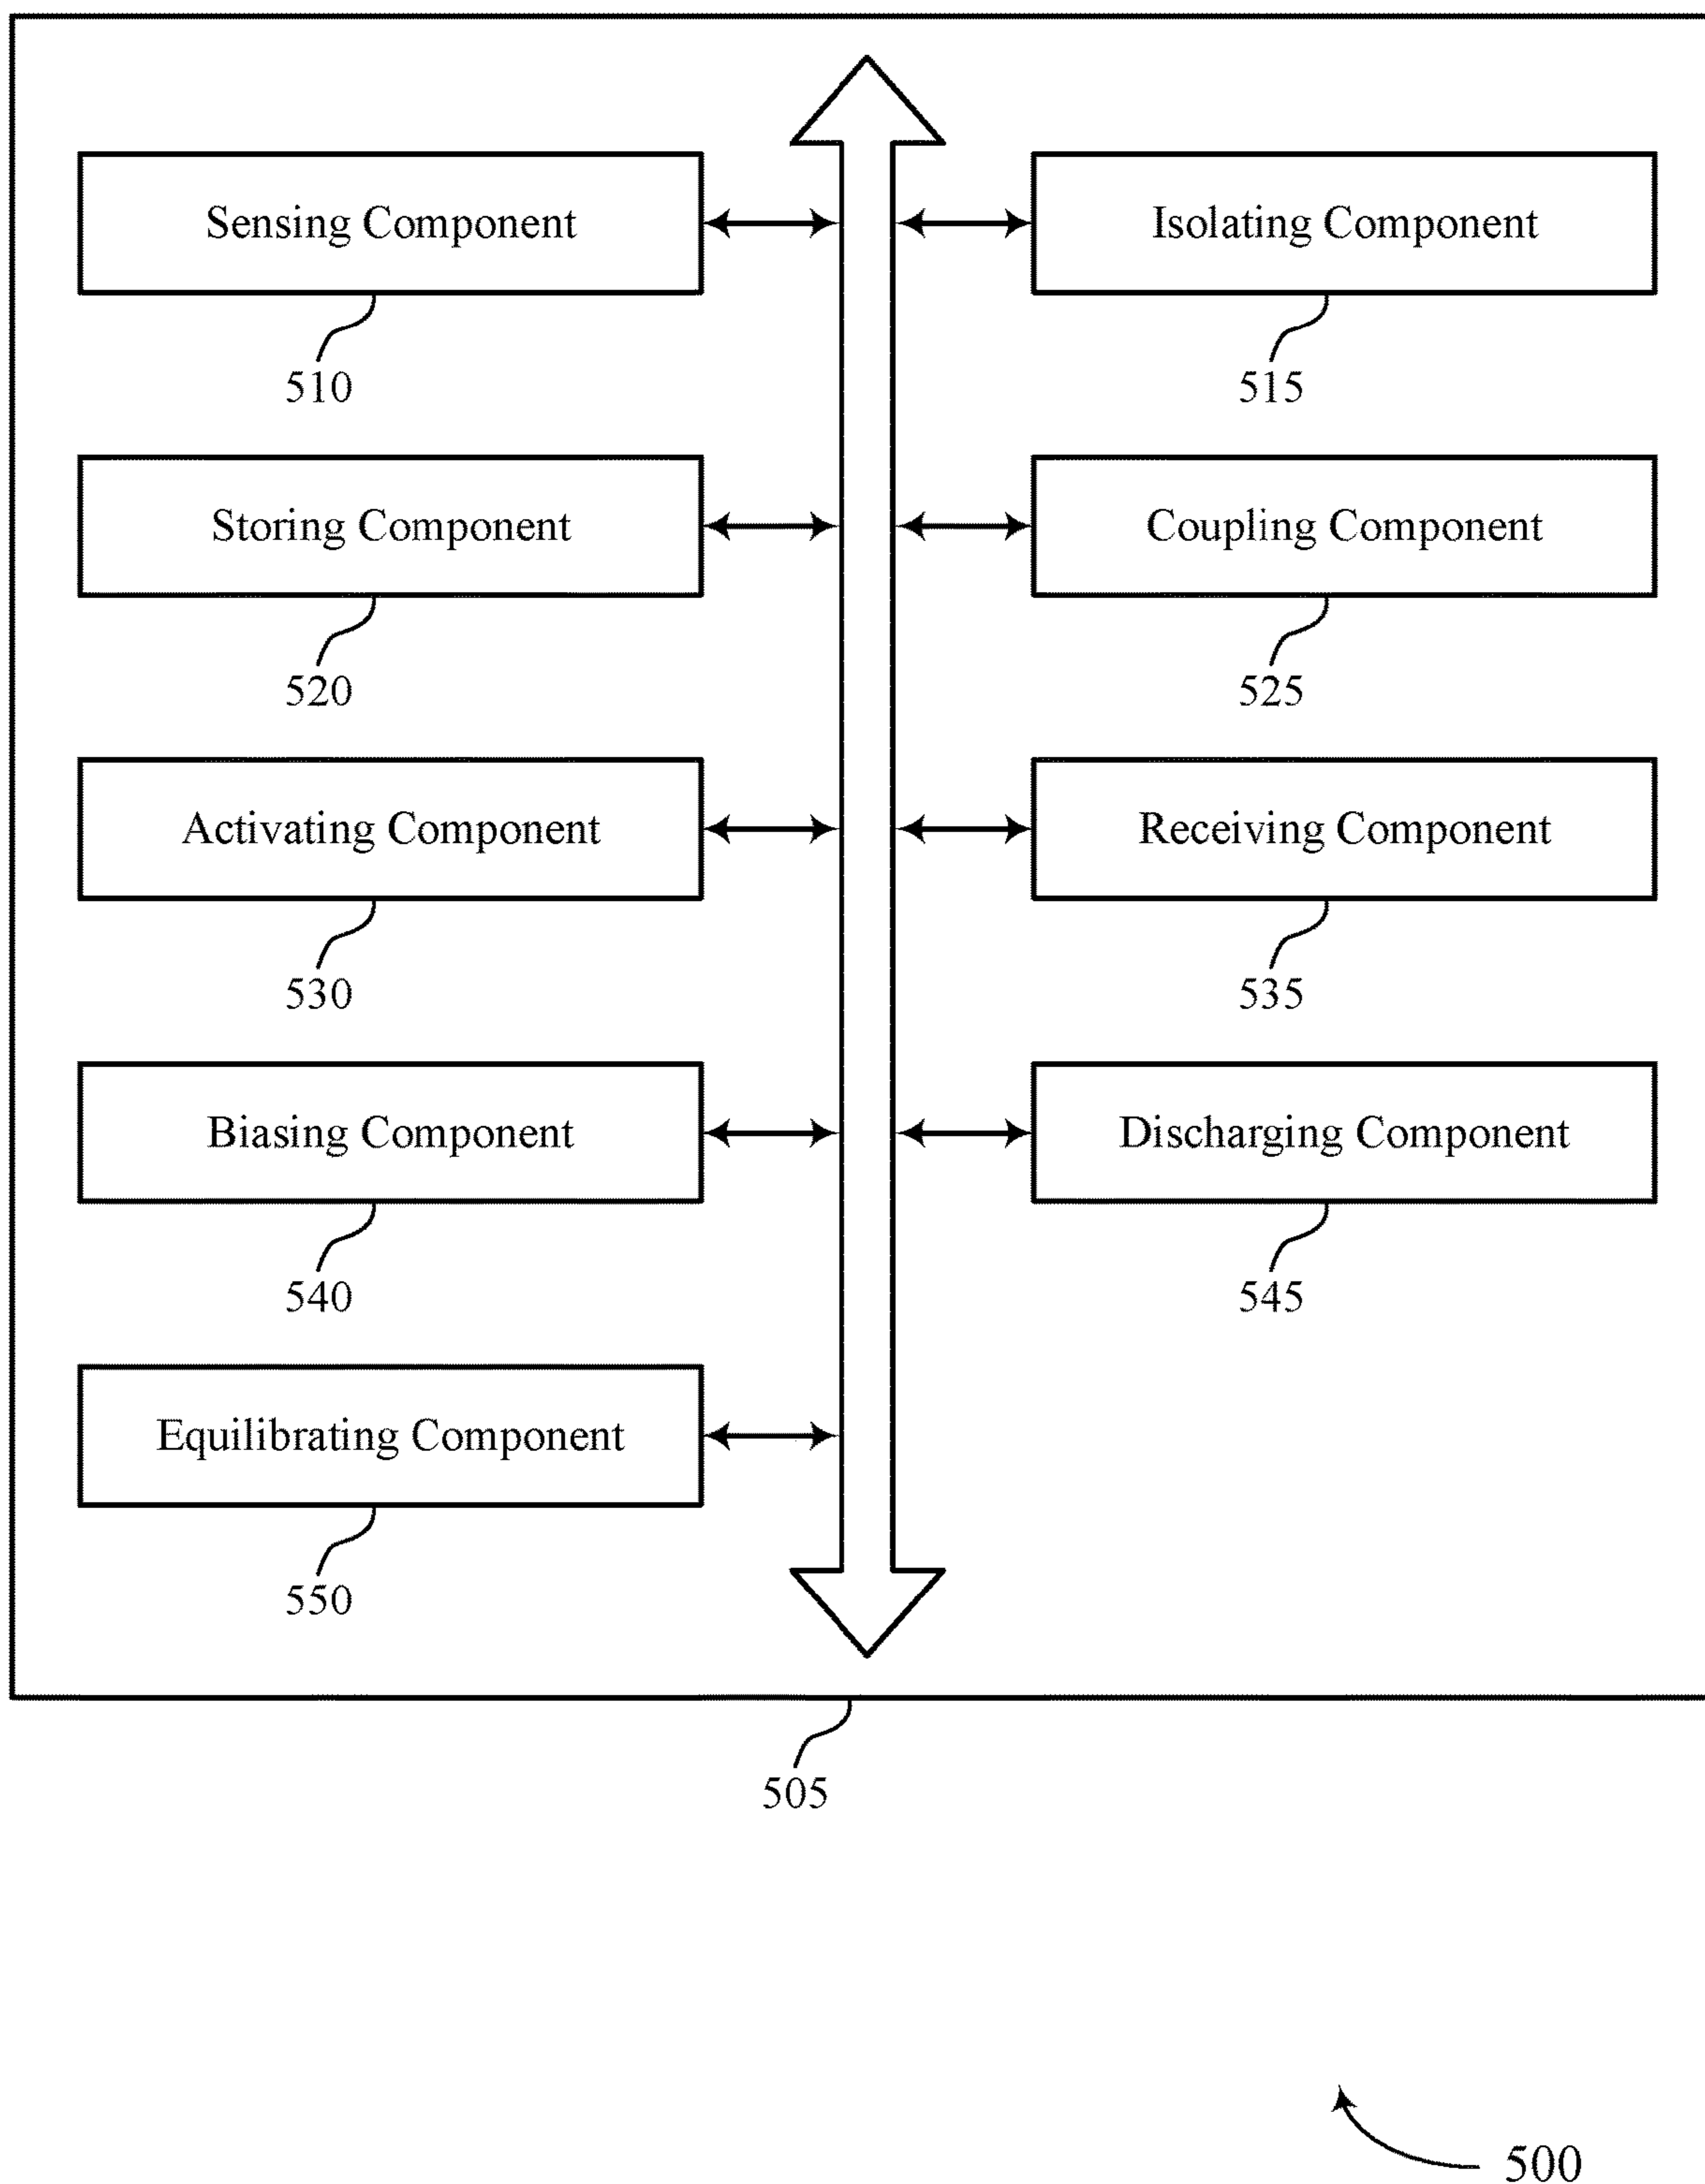 Sensing Component
Isolating Component
510
515
Storing Component
Coupling Component
520
525
Activating Component
Receiving Component
530
535
Biasing Component
Discharging Component
540
545
Equilibrating Component
550
505
500